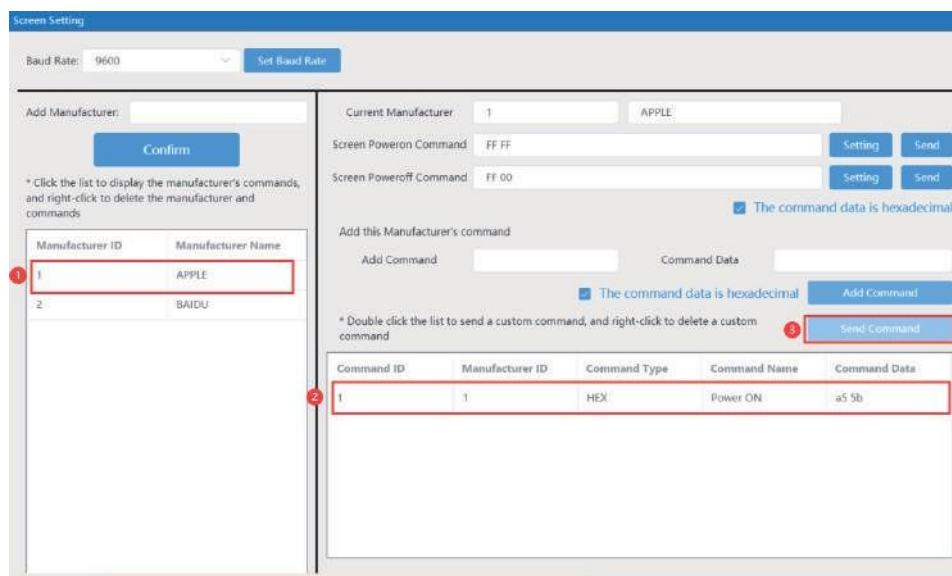 Screen Setting
Baud Rate: 9600 Set Baud Rate
Add Manufacturer:
Confirm
* Click the list to display the manufacturer's commands,
and right-click to delete the manufacturer and
commands
Manufacturer ID Manufacturer Name
1 1 APPLE
2 BAIDU
Current Manufacturer 1 APPLE
Screen Poweron Command FF FF Setting Send
Screen Poweroff Command FF 00 Setting Send
The command data is hexadecimal
Add this Manufacturer's command
Add Command Command Data
The command data is hexadecimal Add Command
* Double click the list to send a custom command, and right-click to delete a custom
command
3 Send Command
Command ID Manufacturer ID Command Type Command Name Command Data
2 1 1 HEX Power ON a5 5b